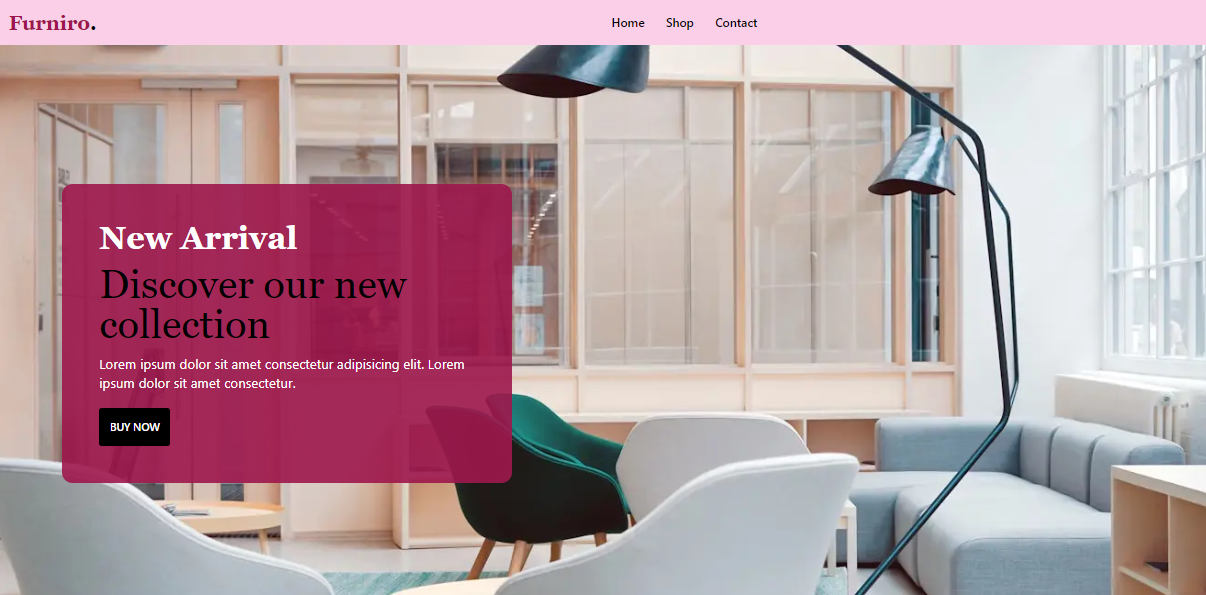 Furniro.
Home Shop Contact
New Arrival
Discover our new
collection
Lorem ipsum dolor sit amet consectetur adipisicing elit. Lorem
ipsum dolor sit amet consectetur.
BUY NOW